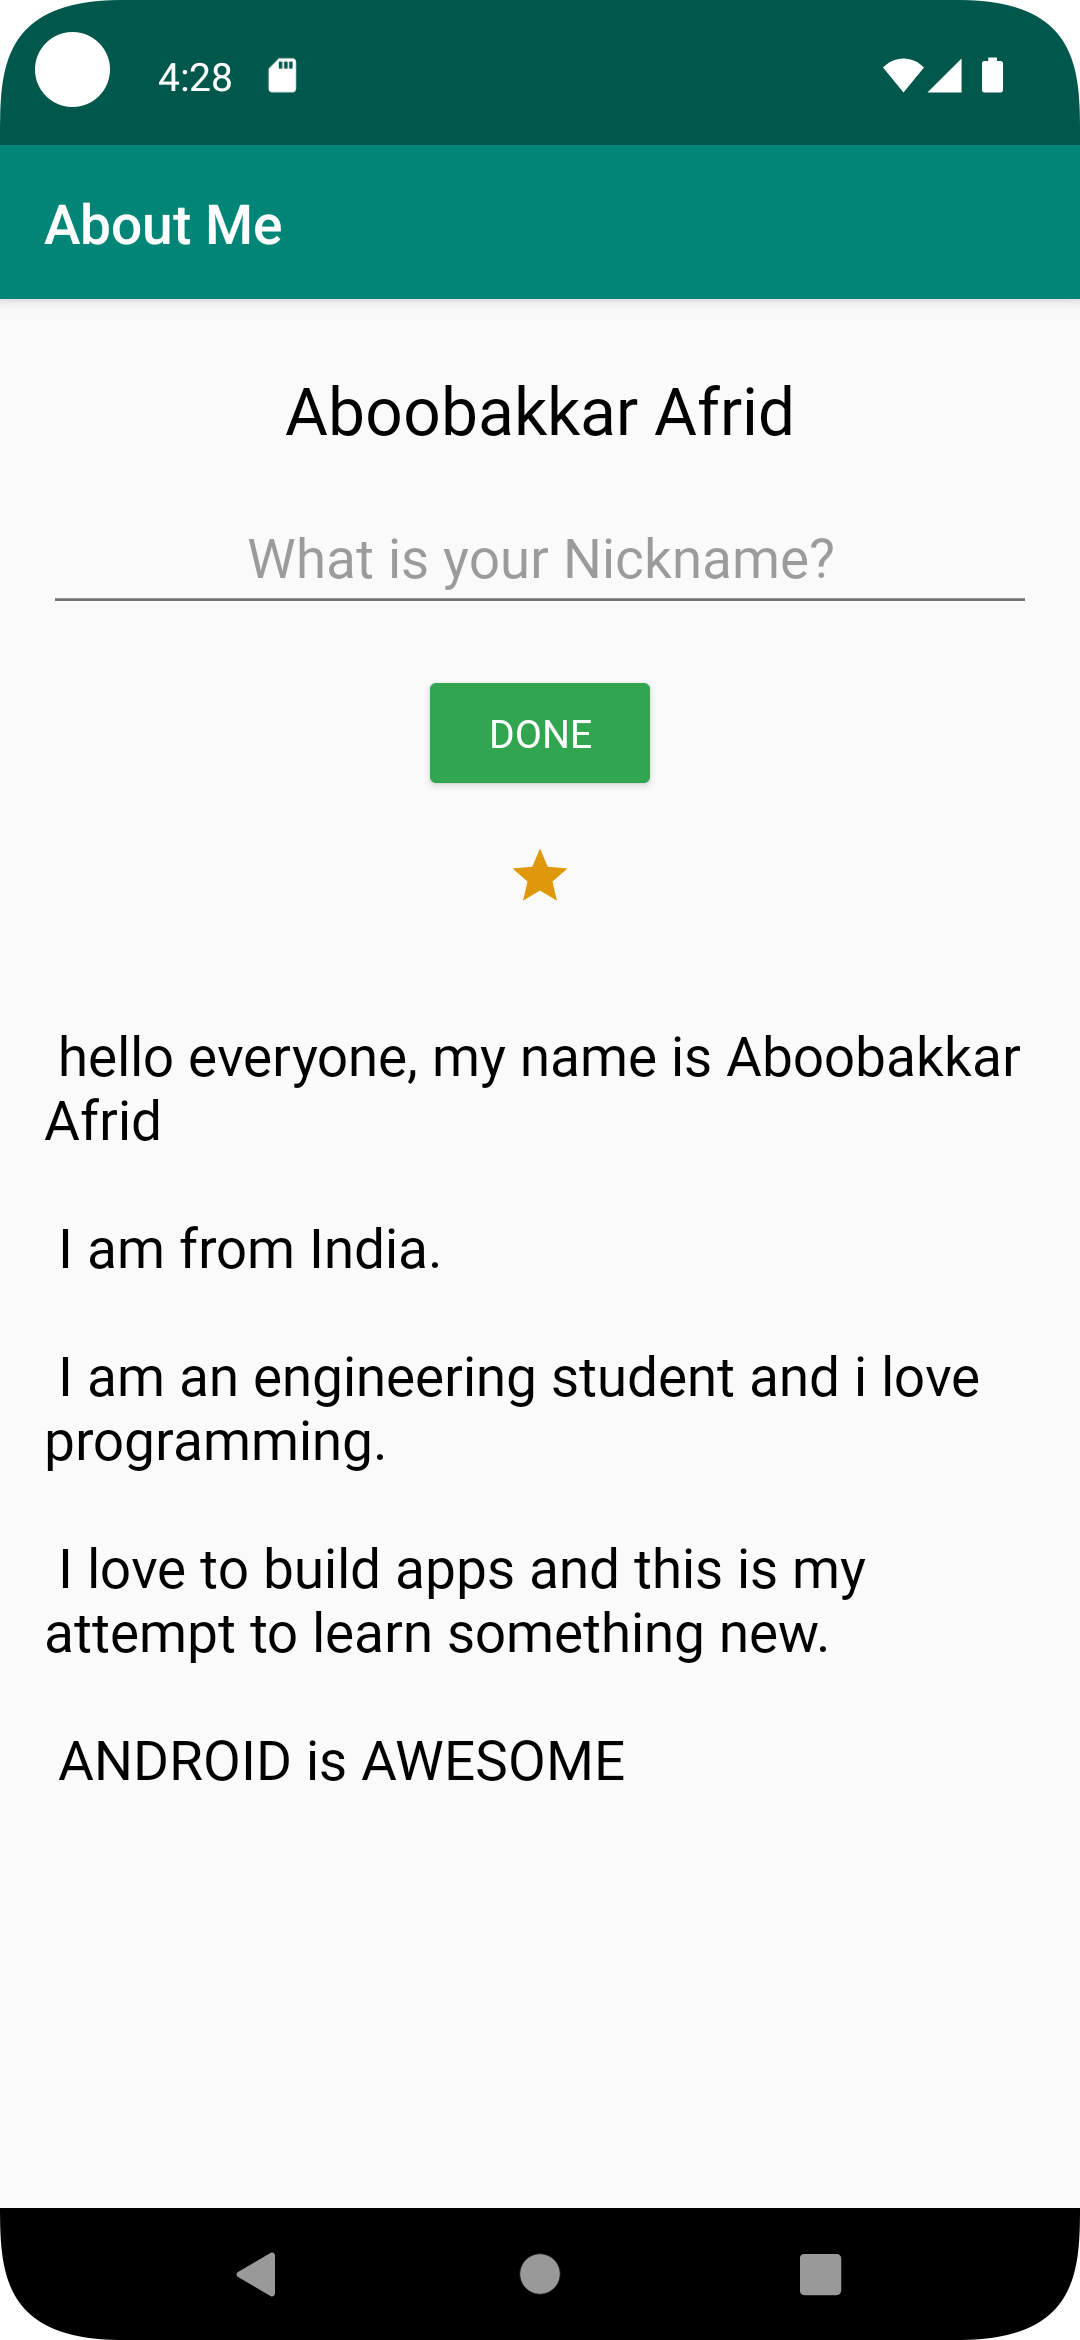 4:28
About Me
Aboobakkar Afrid
What is your Nickname?
DONE
hello everyone, my name is Aboobakkar
Afrid
I am from India.
I am an engineering student and i love
programming.
I love to build apps and this is my
attempt to learn something new.
ANDROID is AWESOME